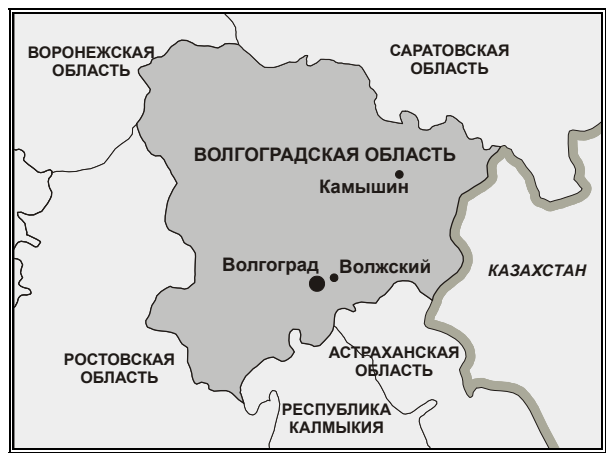 ВОРОНЕЖСКАЯ
ОБЛАСТЬ
САРАТОВСКАЯ
ОБЛАСТЬ
ВОЛГОГРАДСКАЯ ОБЛАСТЬ
Камышин
Волгоград
Волжский
КАЗАХСТАН
РОСТОВСКАЯ
ОБЛАСТЬ
АСТРАХАНСКАЯ
ОБЛАСТЬ
РЕСПУБЛИКА
КАЛМЫКИЯ